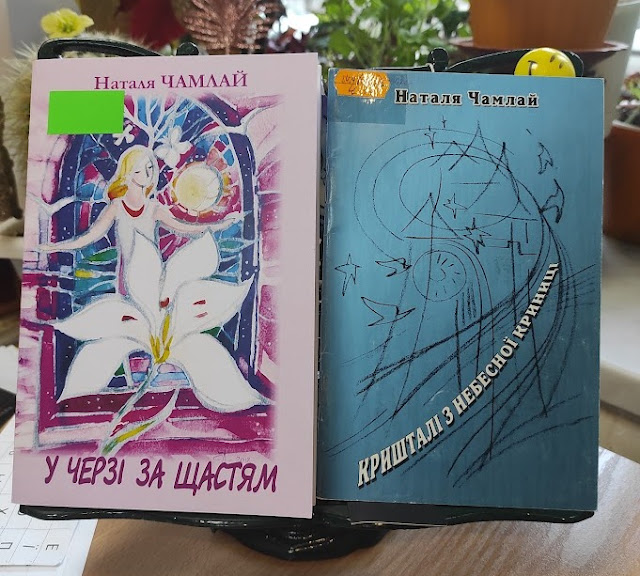 Наталя ЧАМЛАЙ
У ЧЕРЗІ ЗА ЩАСТЯМ
Наталя Чамлай
КРИШТАЛІ З НЕБЕСНОЇ КРИНИЦІ